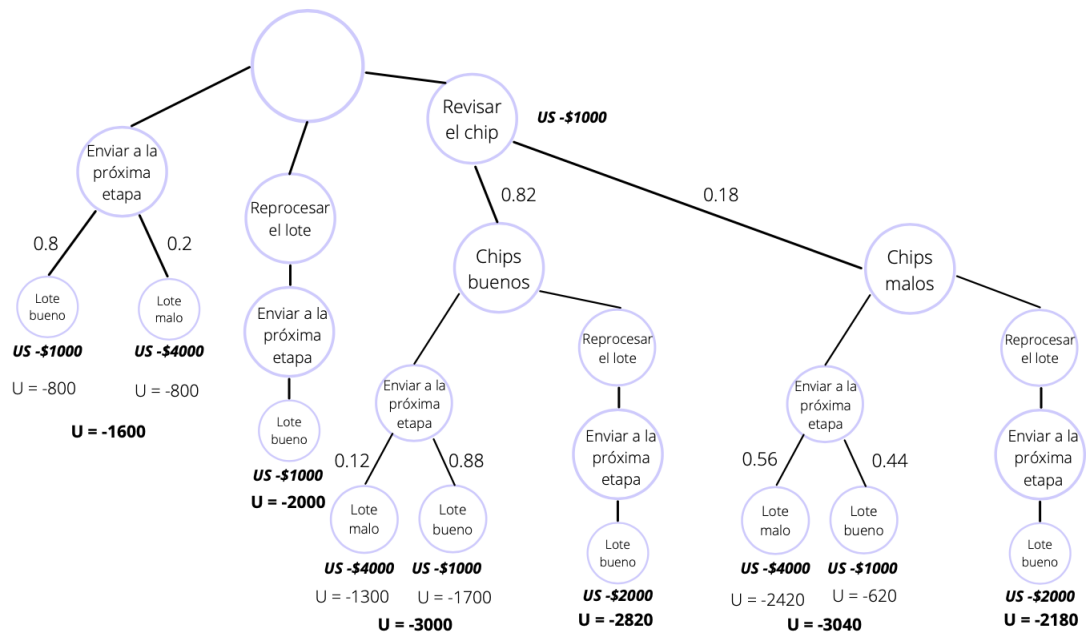 Revisar
el chip
US -$1000
Enviar a la
próxima
etapa
0.8
0.2
Lote
bueno
US -$1000
U = -800
Lote
malo
US -$4000
U = -800
U = -1600
Reprocesar
el lote
Enviar a la
próxima
etapa
Lote
bueno
US -$1000
U = -2000
0.82
0.18
Chips
buenos
Enviar a la
próxima
etapa
0.12
0.88
Lote
malo
US -$4000
U = -1300
Lote
bueno
US -$1000
U = -1700
U = -3000
Reprocesar
el lote
Enviar a la
próxima
etapa
Lote
bueno
US -$2000
U = -2820
Chips
malos
Enviar a la
próxima
etapa
0.56
0.44
Lote
malo
US -$4000
U = -2420
Lote
bueno
US -$1000
U = -620
U = -3040
Reprocesar
el lote
Enviar a la
próxima
etapa
Lote
bueno
US -$2000
U = -2180